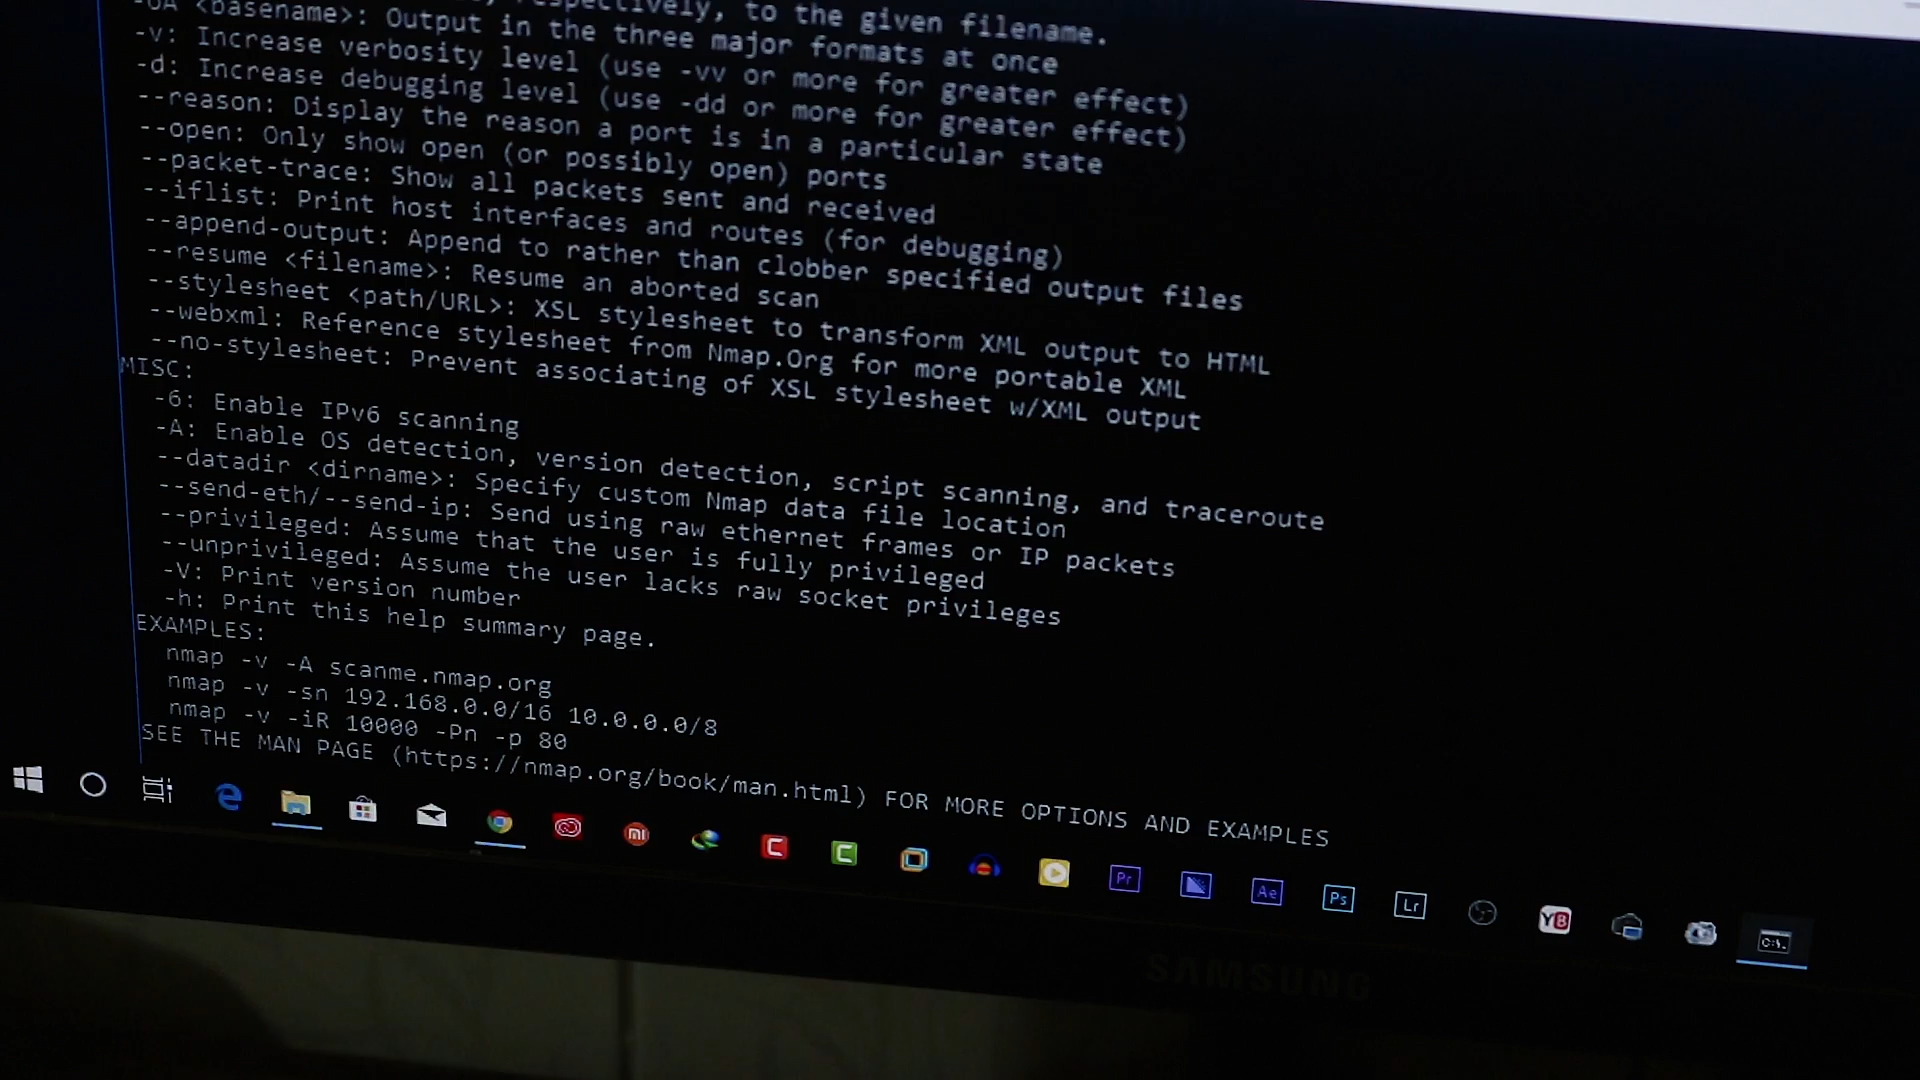 respectively, to the given filename.
-oA <basename>: Output in the three major formats at once
-v: Increase verbosity level (use -vv or more for greater effect)
-d: Increase debugging level (use -dd or more for greater effect)
--reason: Display the reason a port is in a particular state
--open: Only show open (or possibly open) ports
--packet-trace: Show all packets sent and received
--iflist: Print host interfaces and routes (for debugging)
--append-output: Append to rather than clobber specified output files
--resume <filename>: Resume an aborted scan
--stylesheet <path/URL>: XSL stylesheet to transform XML output to HTML
--webxml: Reference stylesheet from Nmap.Org for more portable XML
--no-stylesheet: Prevent associating of XSL stylesheet w/XML output
MISC:
-6: Enable IPv6 scanning
-A: Enable OS detection, version detection, script scanning, and traceroute
--datadir <dirname>: Specify custom Nmap data file location
--send-eth/--send-ip: Send using raw ethernet frames or IP packets
--privileged: Assume that the user is fully privileged
--unprivileged: Assume the user lacks raw socket privileges
-V: Print version number
-h: Print this help summary page.
EXAMPLES:
nmap -v -A scanme.nmap.org
nmap -v -sn 192.168.0.0/16 10.0.0.0/8
nmap -v -iR 10000 -Pn -p 80
SEE THE MAN PAGE (https://nmap.org/book/man.html) FOR MORE OPTIONS AND EXAMPLES
mi
C
C
Pr
Ae
Ps
Lr
YB
C:\.
SAMSUNG